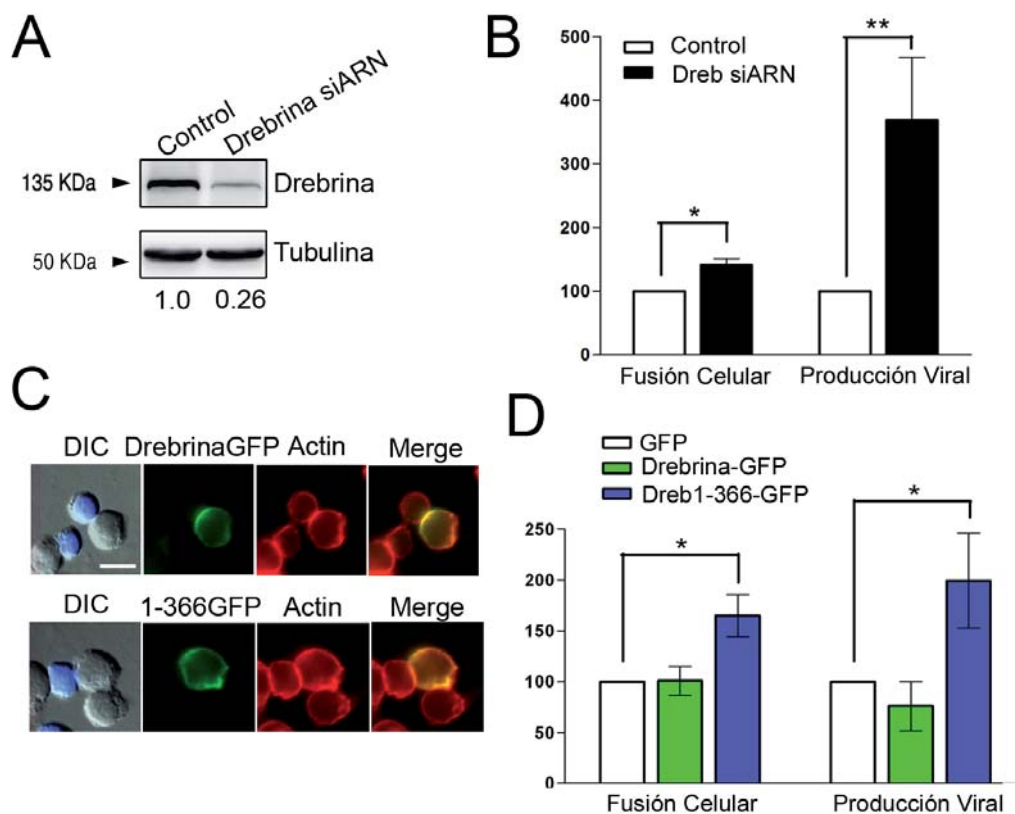 A
Control
Drebrina siARN
135 KDa
Drebrina
50 KDa
Tubulina
1.0 0.26
B
Control
Dreb siARN
500
400
300
200
100
0
*
**
Fusión Celular
Producción Viral
C
DIC DrebrinaGFP Actin Merge
DIC 1-366GFP Actin Merge
D
GFP
Drebrina-GFP
Dreb1-366-GFP
250
200
150
100
50
0
*
*
Fusión Celular
Producción Viral